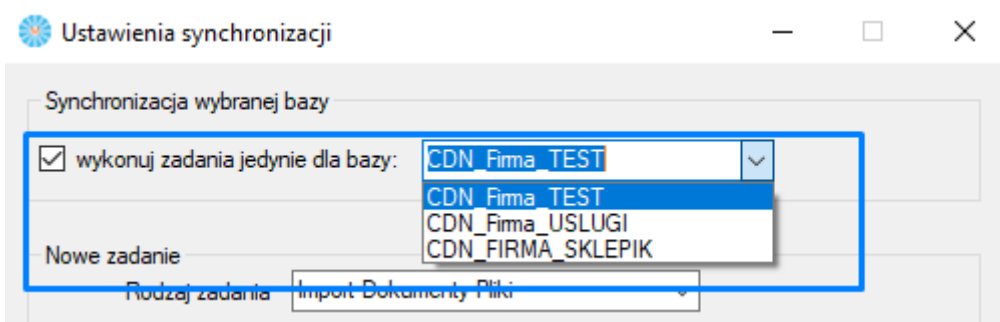 Ustawienia synchronizacji
Synchronizacja wybranej bazy
wykonuj zadania jedynie dla bazy: CDN_Firma_TEST
CDN_Firma_TEST
CDN_Firma_USLUGI
CDN_FIRMA_SKLEPIK
Nowe zadanie
Rodzaj zadania Import Dokumenty Pliki